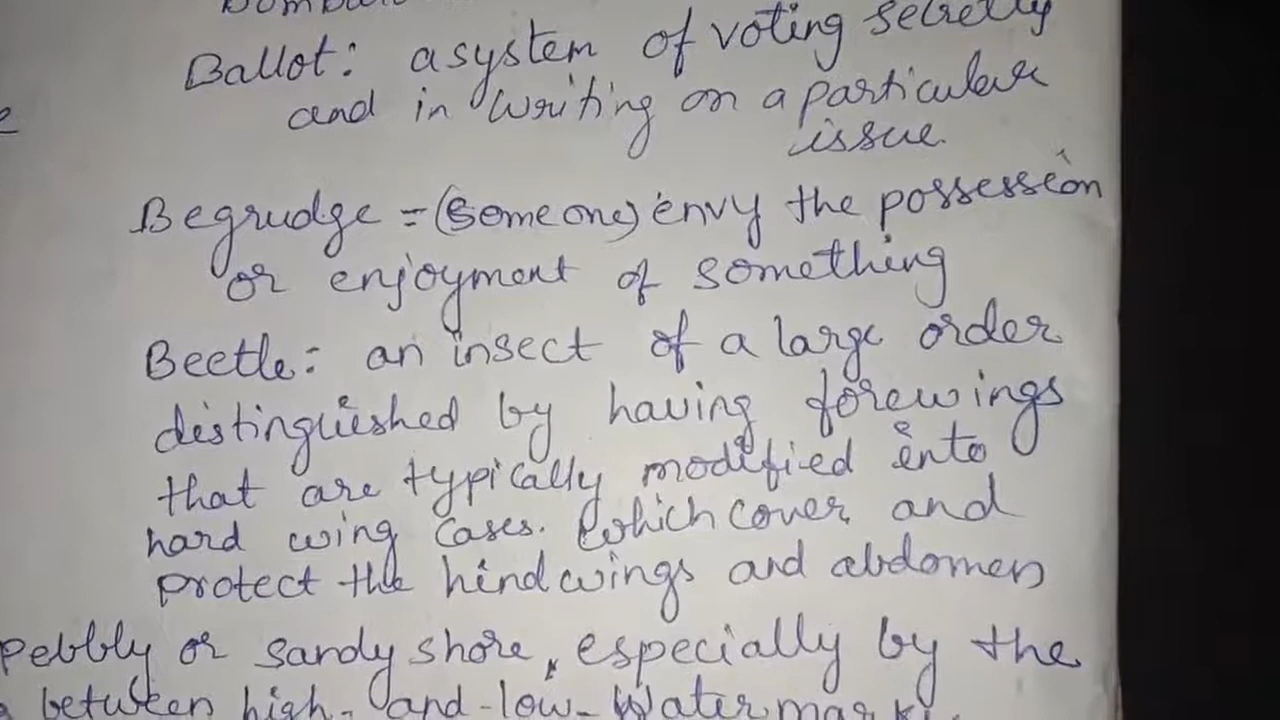 Ballot: a system of voting secretly
and in writing on a particular
issue.
Begrudge = (someone) envy the possession
or enjoyment of something
Beetle: an insect of a large order
distinguished by having forewings
that are typically modified into
hard wing cases. which cover and
protect the hindwings and abdomen
pebbly or sandy shore, especially by the
between high- and-low- water mark